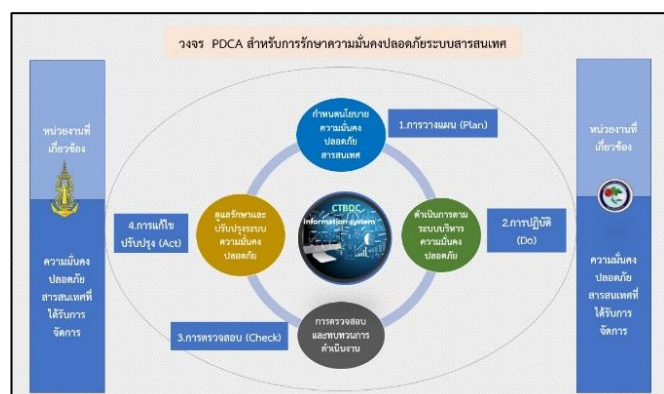 วงจร PDCA สำหรับการรักษาความมั่นคงปลอดภัยระบบสารสนเทศ
หน่วยงานที่
เกี่ยวข้อง
ความมั่นคง
ปลอดภัย
สารสนเทศที่
ได้รับการ
จัดการ
กำหนดนโยบาย
ความมั่นคง
ปลอดภัย
สารสนเทศ
1.การวางแผน (Plan)
4.การแก้ไข
ปรับปรุง (Act)
ดูแลรักษาและ
ปรับปรุงระบบ
ความมั่นคง
ปลอดภัย
CTBDC
information system
ดำเนินการตาม
ระบบบริหาร
ความมั่นคง
ปลอดภัย
2.การปฏิบัติ
(Do)
3.การตรวจสอบ (Check)
การตรวจสอบ
และทบทวนการ
ดำเนินงาน
หน่วยงานที่
เกี่ยวข้อง
ความมั่นคง
ปลอดภัย
สารสนเทศที่
ได้รับการ
จัดการ